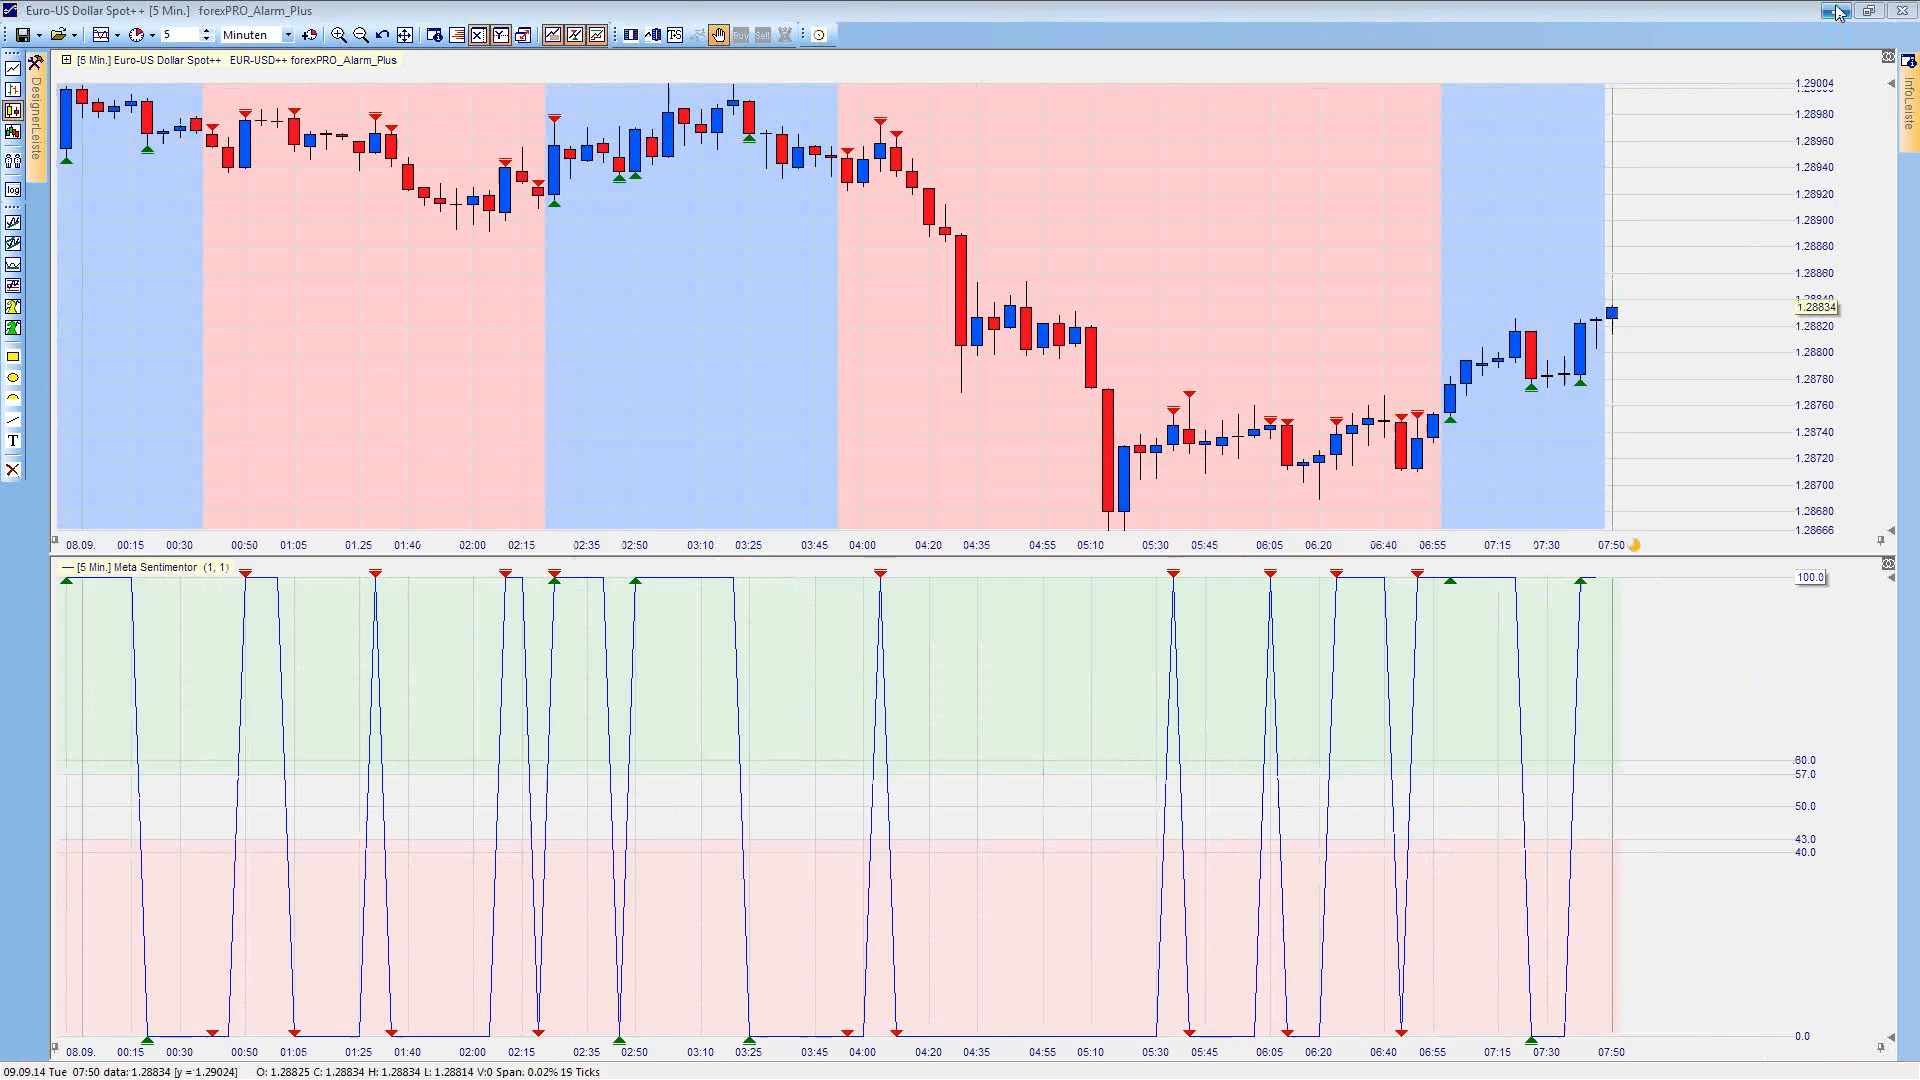 Euro-US Dollar Spot++ [5 Min.] forexPRO_Alarm_Plus
5 Minuten
log
T
DesignerLeiste
InfoLeiste
[5 Min.] Euro-US Dollar Spot++ EUR-USD++ forexPRO_Alarm_Plus
1.29004
1.28980
1.28960
1.28940
1.28920
1.28900
1.28880
1.28860
1.28840
1.28834
1.28820
1.28800
1.28780
1.28760
1.28740
1.28720
1.28700
1.28680
1.28666
08.09. 00:15 00:30 00:50 01:05 01:25 01:40 02:00 02:15 02:35 02:50 03:10 03:25 03:45 04:00 04:20 04:35 04:55 05:10 05:30 05:45 06:05 06:20 06:40 06:55 07:15 07:30 07:50
[5 Min.] Meta Sentimentor (1, 1)
100.0
60.0
57.0
50.0
43.0
40.0
0.0
08.09. 00:15 00:30 00:50 01:05 01:25 01:40 02:00 02:15 02:35 02:50 03:10 03:25 03:45 04:00 04:20 04:35 04:55 05:10 05:30 05:45 06:05 06:20 06:40 06:55 07:15 07:30 07:50
09.09.14 Tue 07:50 data: 1.28834 [y = 1.29024] O: 1.28825 C: 1.28834 H: 1.28834 L: 1.28814 V:0 Span: 0.02% 19 Ticks